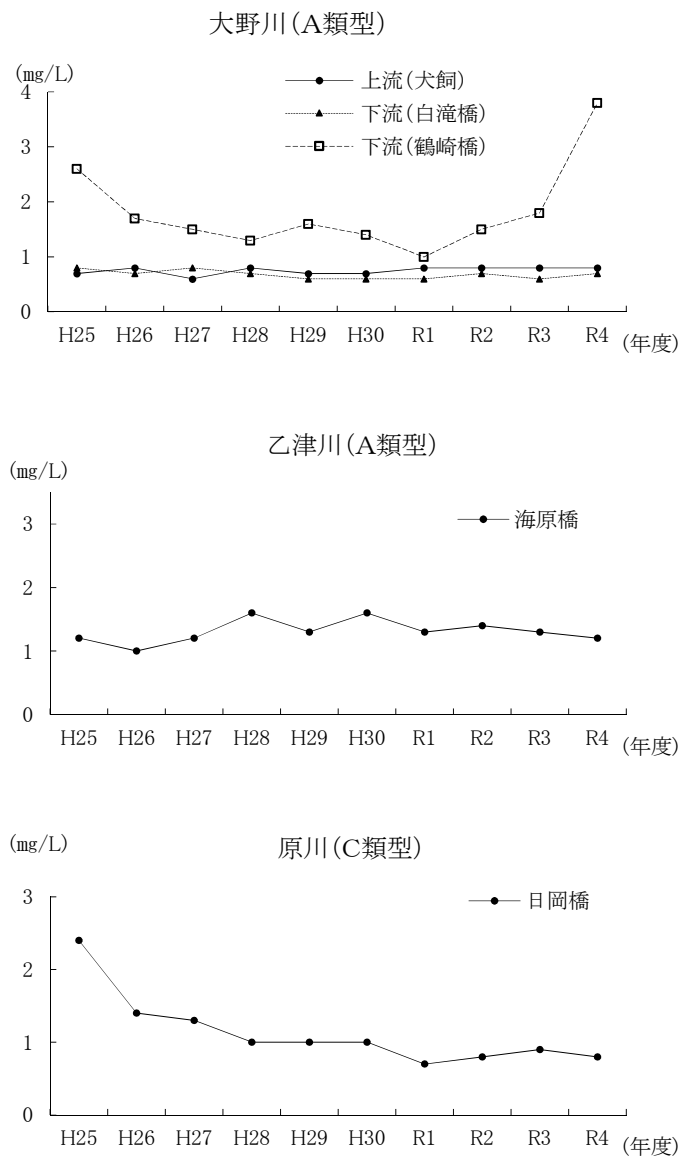 大野川（A類型）
(mg/L)
上流（犬飼）
下流（白滝橋）
下流（鶴崎橋）
4
3
2
1
0
H25 H26 H27 H28 H29 H30 R1 R2 R3 R4 (年度)
乙津川（A類型）
(mg/L)
海原橋
3
2
1
0
H25 H26 H27 H28 H29 H30 R1 R2 R3 R4 (年度)
(mg/L)
原川（C類型）
日岡橋
3
2
1
0
H25 H26 H27 H28 H29 H30 R1 R2 R3 R4 (年度)